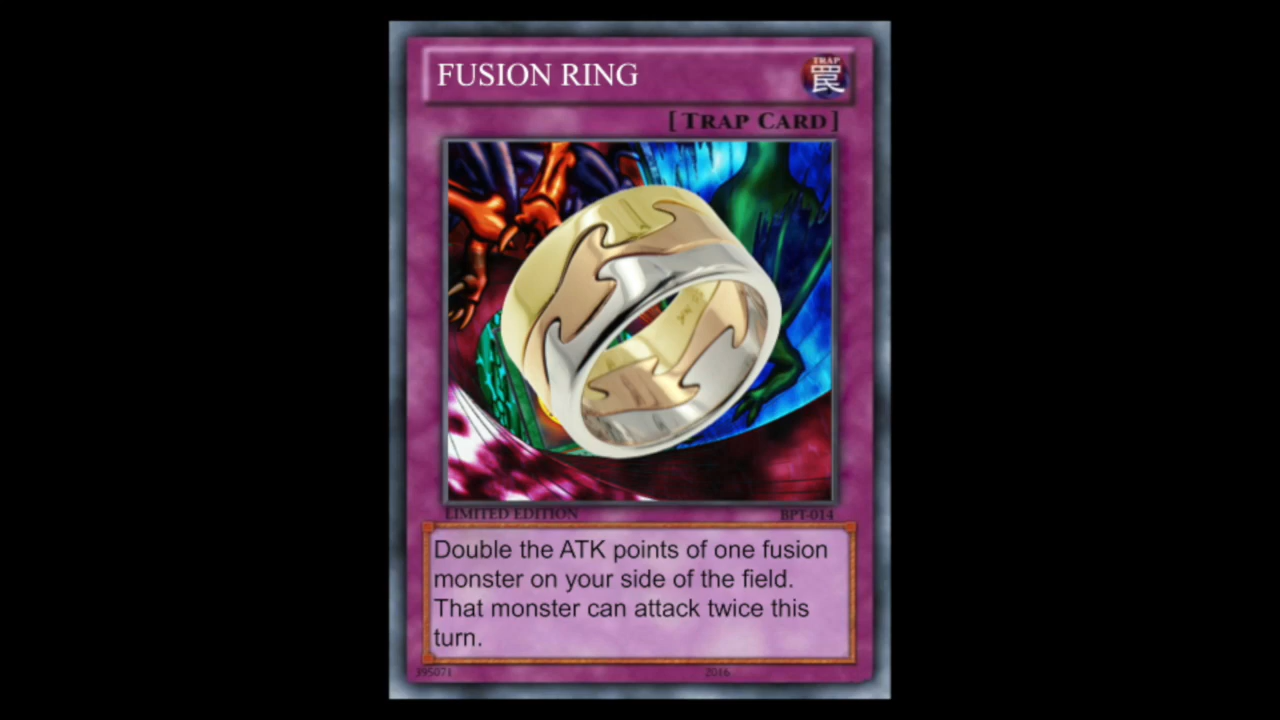 FUSION RING
TRAP
罠
[TRAP CARD]
LIMITED EDITION
BPT-014
Double the ATK points of one fusion
monster on your side of the field.
That monster can attack twice this
turn.
395071
2016